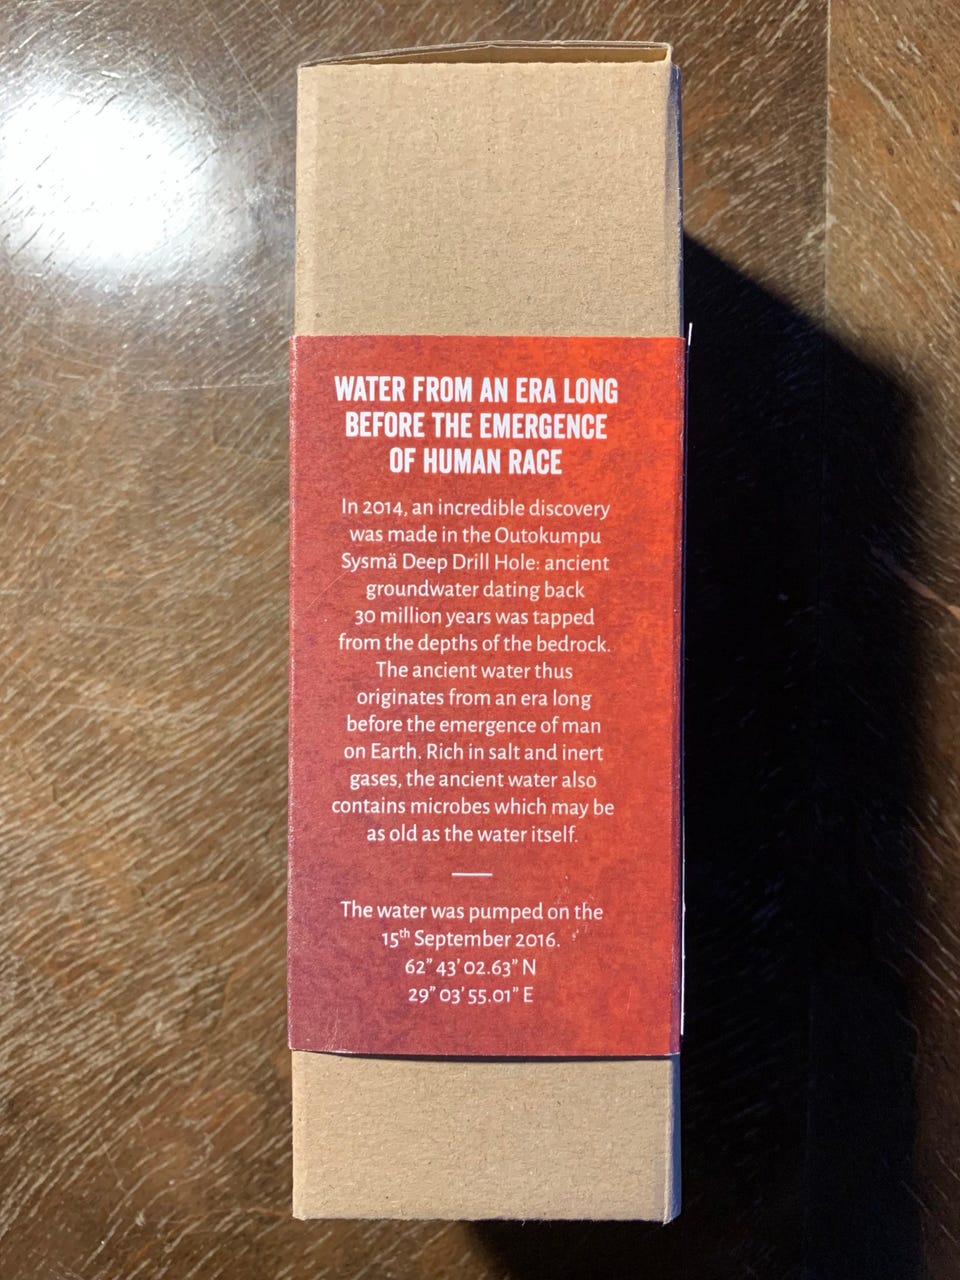 WATER FROM AN ERA LONG
BEFORE THE EMERGENCE
OF HUMAN RACE
In 2014, an incredible discovery
was made in the Outokumpu
Sysmä Deep Drill Hole: ancient
groundwater dating back
30 million years was tapped
from the depths of the bedrock.
The ancient water thus
originates from an era long
before the emergence of man
on Earth. Rich in salt and inert
gases, the ancient water also
contains microbes which may be
as old as the water itself.
The water was pumped on the
15th September 2016.
62” 43’ 02.63” N
29” 03’ 55.01” E